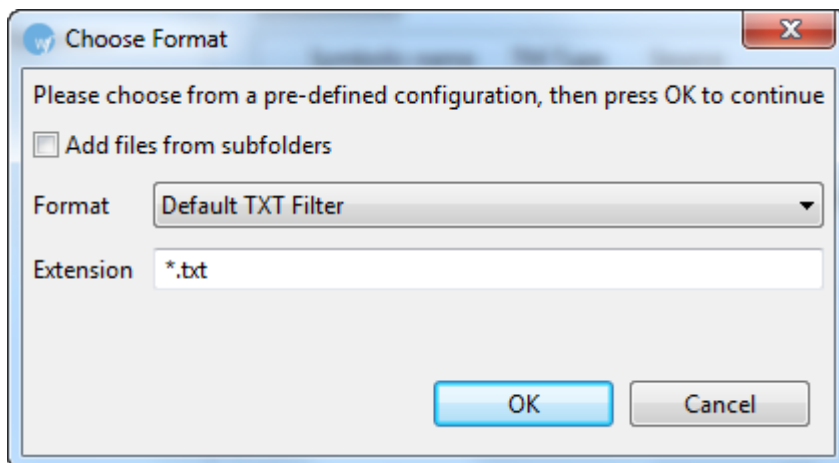 Choose Format
Please choose from a pre-defined configuration, then press OK to continue
Add files from subfolders
Format Default TXT Filter
Extension *.txt
OK Cancel